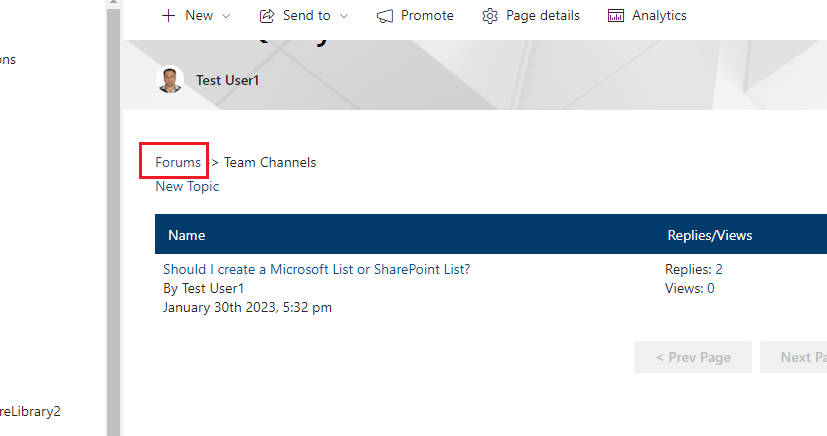 New Send to Promote Page details Analytics
ons
Test User1
Forums -> Team Channels
New Topic
Name Replies/Views
Should I create a Microsoft List or SharePoint List? Replies: 2
By Test User1 Views: 0
January 30th 2023, 5:32 pm
< Prev Page Next Pa
reLibrary2